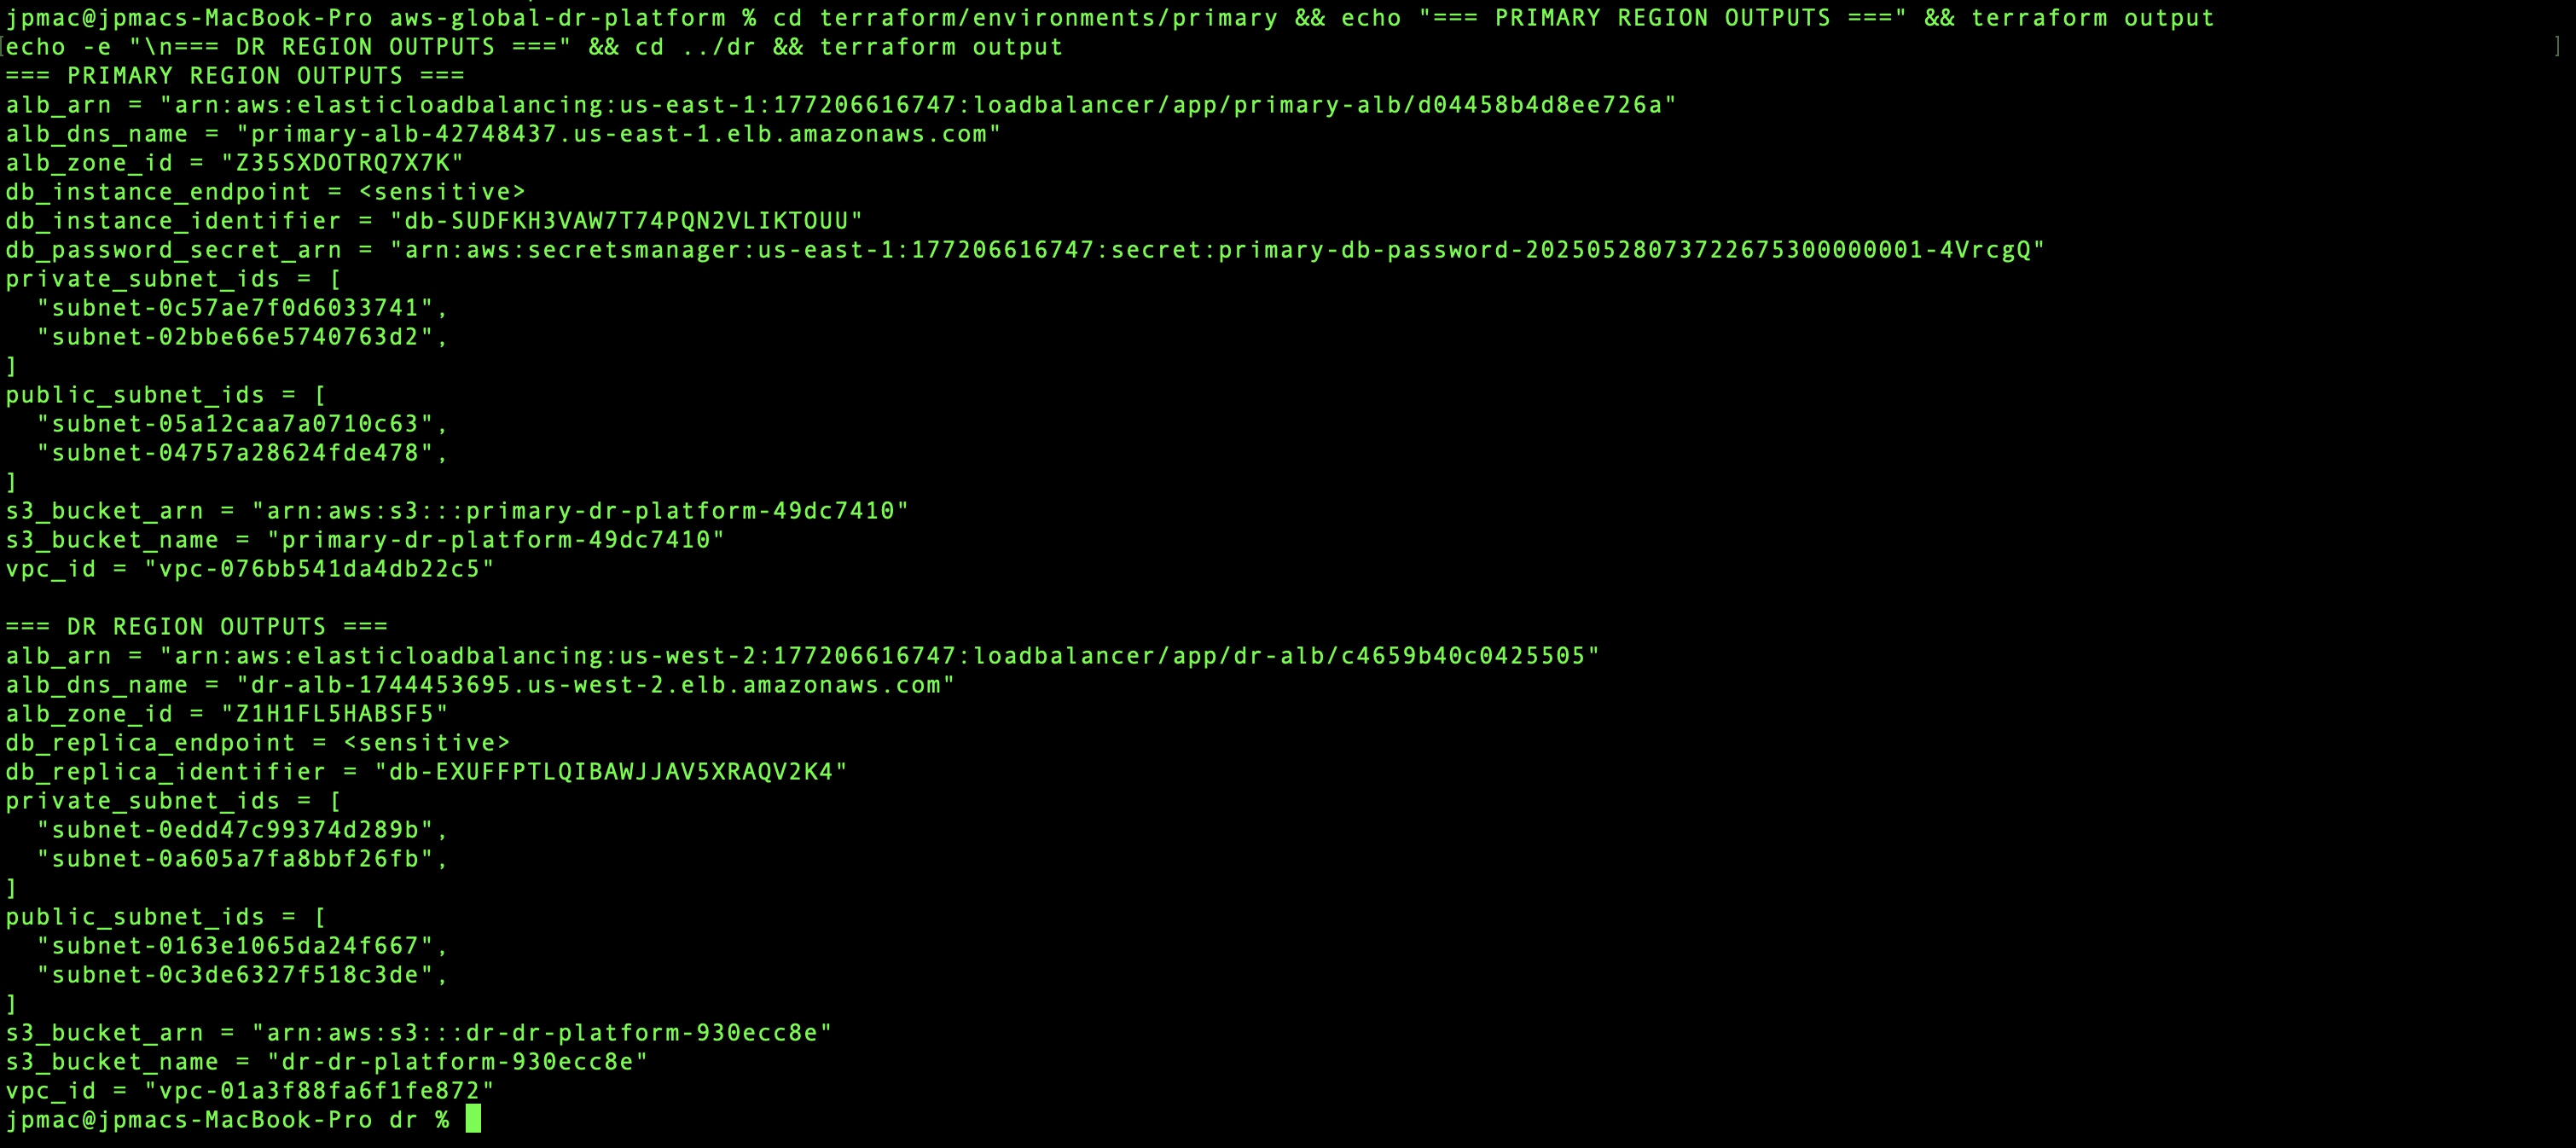 jpmac@jpmacs-MacBook-Pro aws-global-dr-platform % cd terraform/environments/primary && echo "=== PRIMARY REGION OUTPUTS ===" && terraform output
echo -e "\n=== DR REGION OUTPUTS ===" && cd ../dr && terraform output
=== PRIMARY REGION OUTPUTS ===
alb_arn = "arn:aws:elasticloadbalancing:us-east-1:177206616747:loadbalancer/app/primary-alb/d04458b4d8ee726a"
alb_dns_name = "primary-alb-42748437.us-east-1.elb.amazonaws.com"
alb_zone_id = "Z35SXDOTRQ7X7K"
db_instance_endpoint = <sensitive>
db_instance_identifier = "db-SUDFKH3VAW7T74PQN2VLIKTOUU"
db_password_secret_arn = "arn:aws:secretsmanager:us-east-1:177206616747:secret:primary-db-password-20250528073722675300000001-4VrcgQ"
private_subnet_ids = [
  "subnet-0c57ae7f0d6033741",
  "subnet-02bbe66e5740763d2",
]
public_subnet_ids = [
  "subnet-05a12caa7a0710c63",
  "subnet-04757a28624fde478",
]
s3_bucket_arn = "arn:aws:s3:::primary-dr-platform-49dc7410"
s3_bucket_name = "primary-dr-platform-49dc7410"
vpc_id = "vpc-076bb541da4db22c5"

=== DR REGION OUTPUTS ===
alb_arn = "arn:aws:elasticloadbalancing:us-west-2:177206616747:loadbalancer/app/dr-alb/c4659b40c0425505"
alb_dns_name = "dr-alb-1744453695.us-west-2.elb.amazonaws.com"
alb_zone_id = "Z1H1FL5HABSF5"
db_replica_endpoint = <sensitive>
db_replica_identifier = "db-EXUFFPTLQIBAWJJAV5XRAQV2K4"
private_subnet_ids = [
  "subnet-0edd47c99374d289b",
  "subnet-0a605a7fa8bbf26fb",
]
public_subnet_ids = [
  "subnet-0163e1065da24f667",
  "subnet-0c3de6327f518c3de",
]
s3_bucket_arn = "arn:aws:s3:::dr-dr-platform-930ecc8e"
s3_bucket_name = "dr-dr-platform-930ecc8e"
vpc_id = "vpc-01a3f88fa6f1fe872"
jpmac@jpmacs-MacBook-Pro dr %